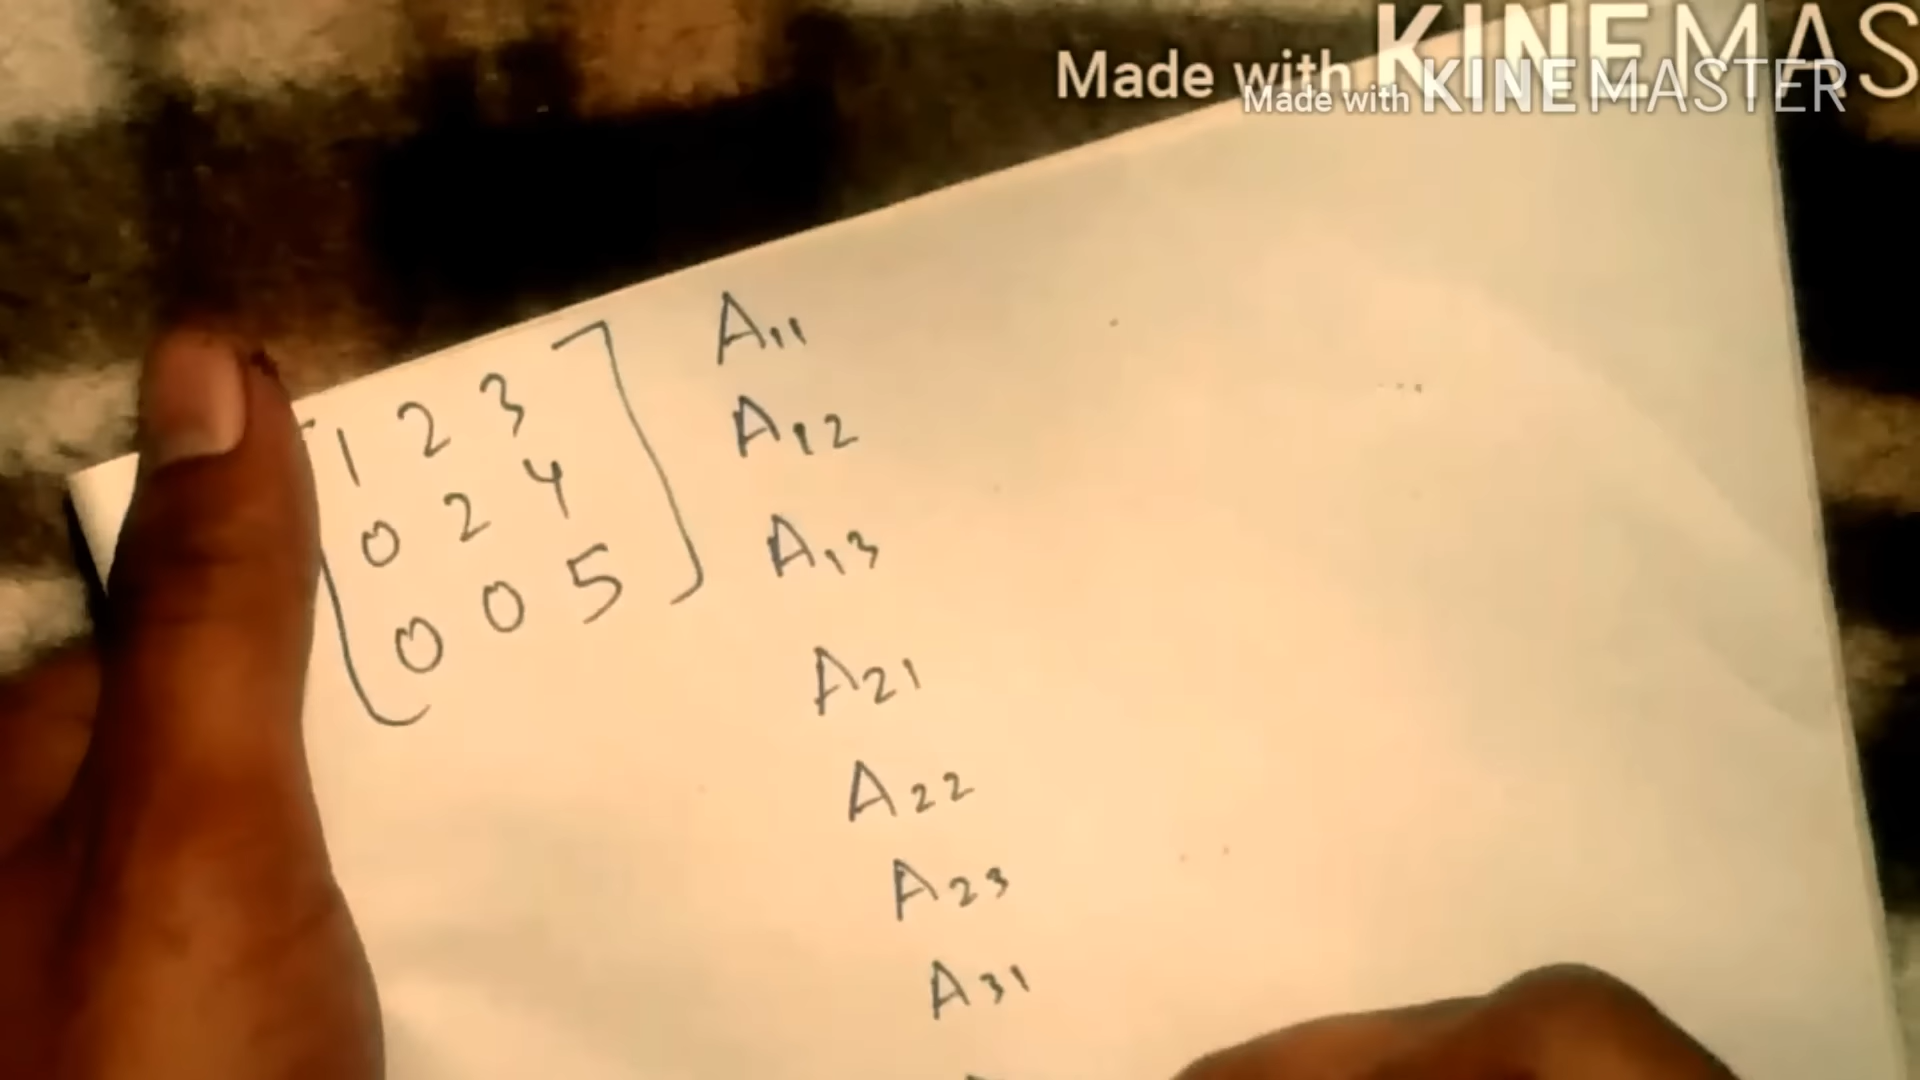 Made with KINEMAS
Made with KINEMASTER
1 2 3
0 2 4
0 0 5
A11
A12
A13
A21
A22
A23
A31